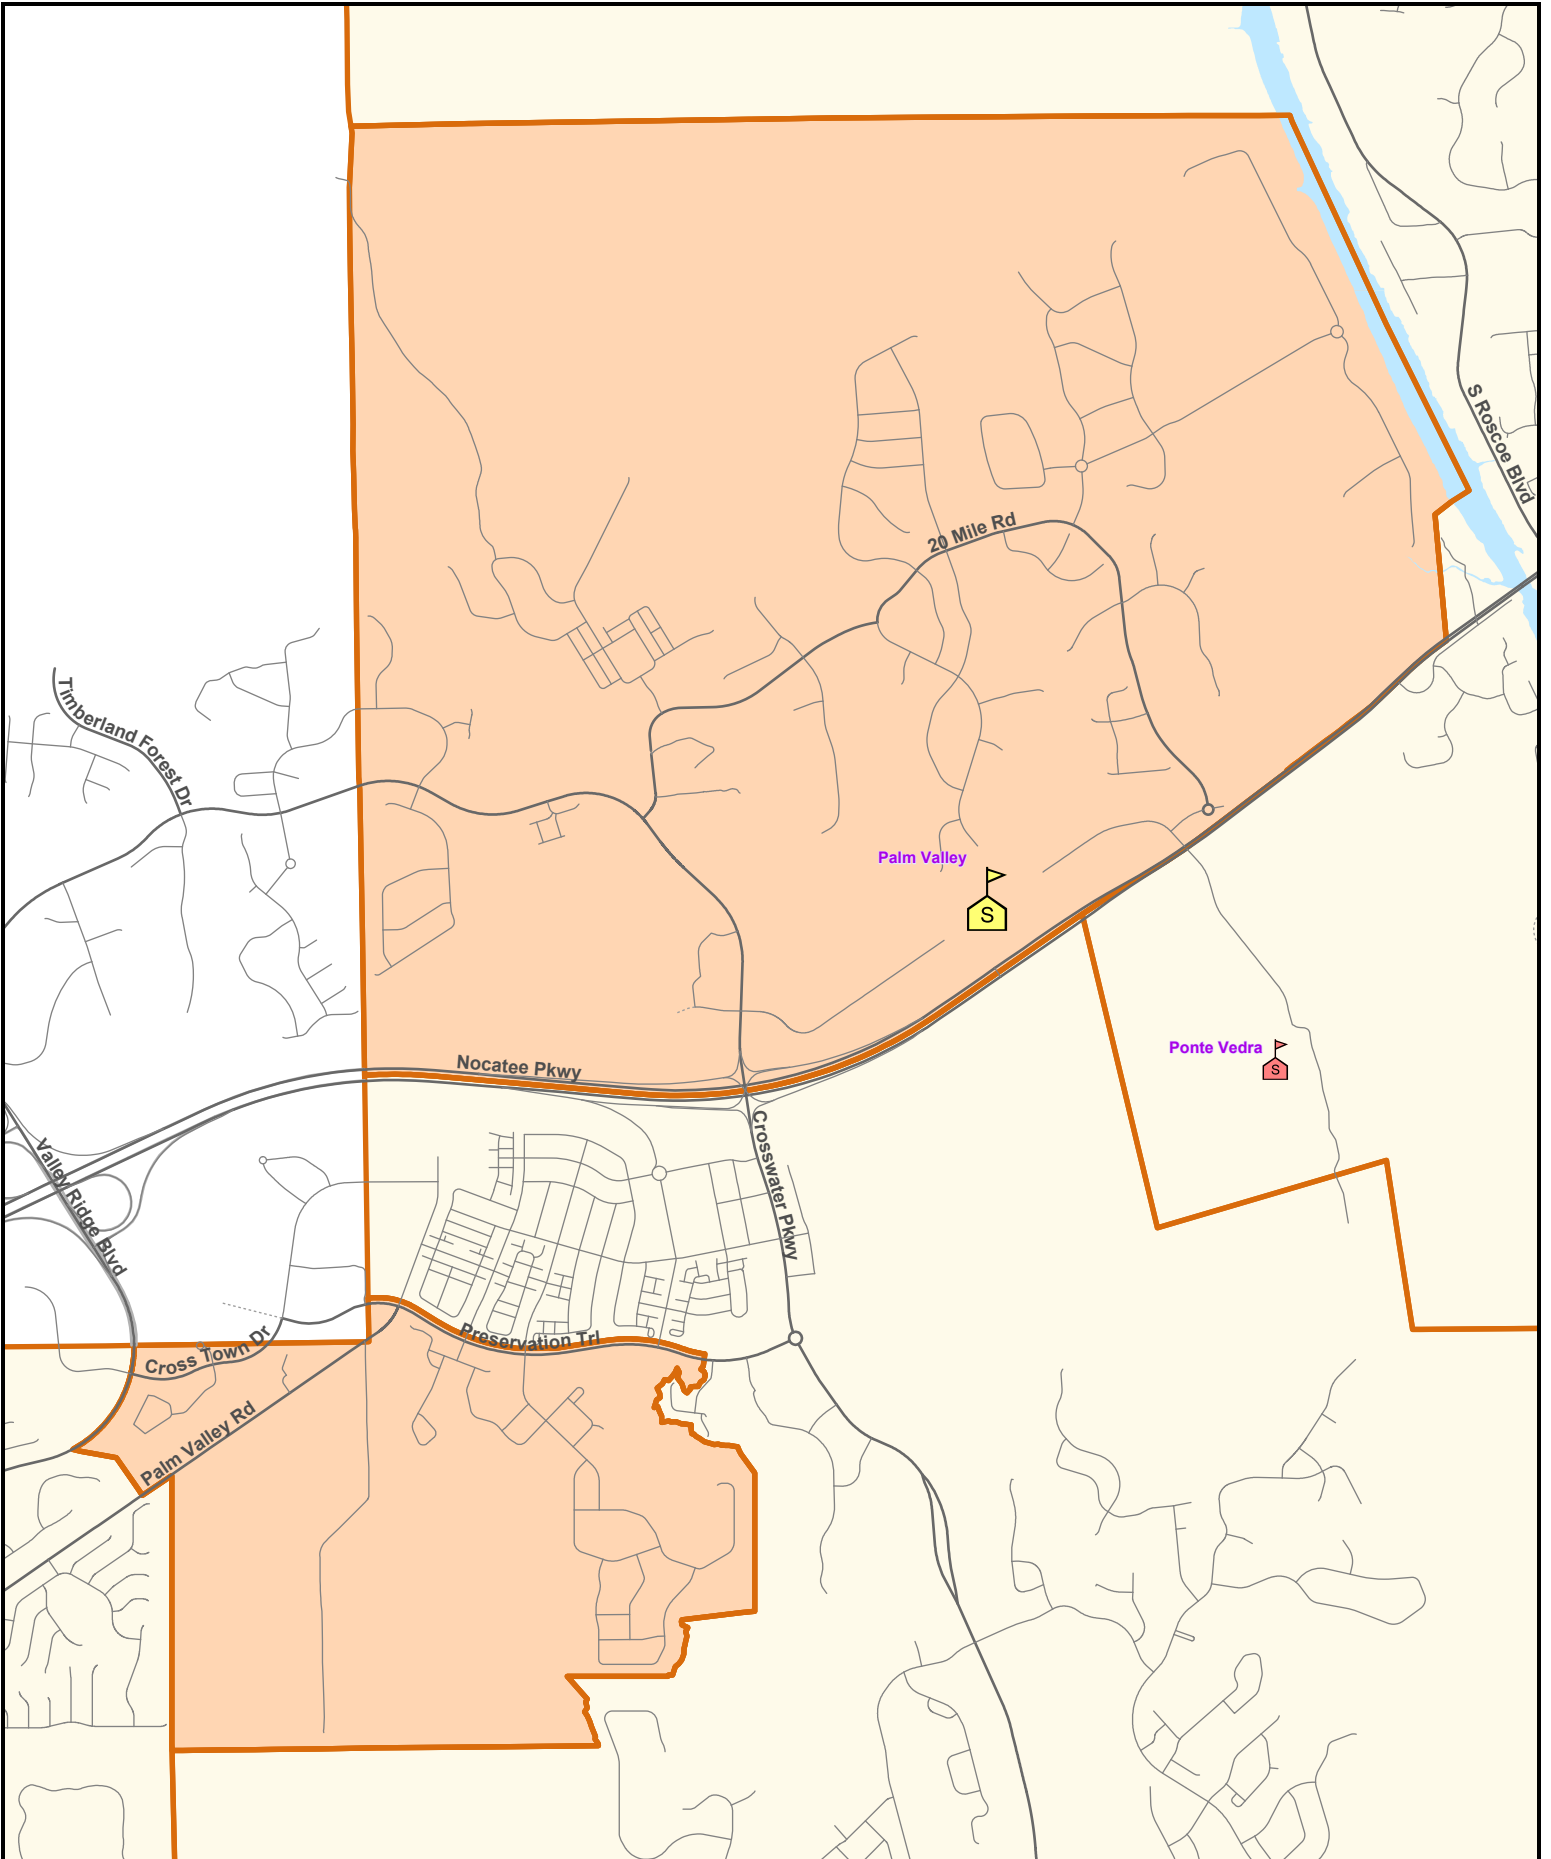 S Roscoe Blvd
20 Mile Rd
Timberland Forest Dr
Palm Valley
S
Ponte Vedra
S
Nocatee Pkwy
Crosswater Pkwy
Valley Ridge Blvd
Preservation Trl
Cross Town Dr
Palm Valley Rd